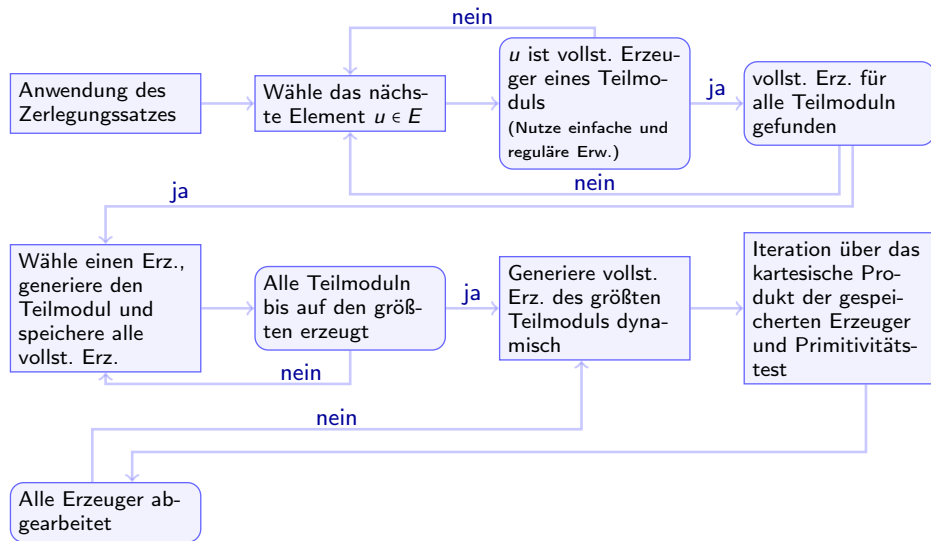 nein
Anwendung des
Zerlegungssatzes
Wähle das nächs-
te Element u ∈ E
u ist vollst. Erzeu-
ger eines Teilmo-
duls
(Nutze einfache und
reguläre Erw.)
ja
vollst. Erz. für
alle Teilmoduln
gefunden
nein
ja
Wähle einen Erz.,
generiere den
Teilmodul und
speichere alle
vollst. Erz.
Alle Teilmoduln
bis auf den größ-
ten erzeugt
ja
Generiere vollst.
Erz. des größten
Teilmoduls dyna-
misch
Iteration über das
kartesische Pro-
dukt der gespei-
cherten Erzeuger
und Primitivitäts-
test
nein
nein
Alle Erzeuger ab-
gearbeitet